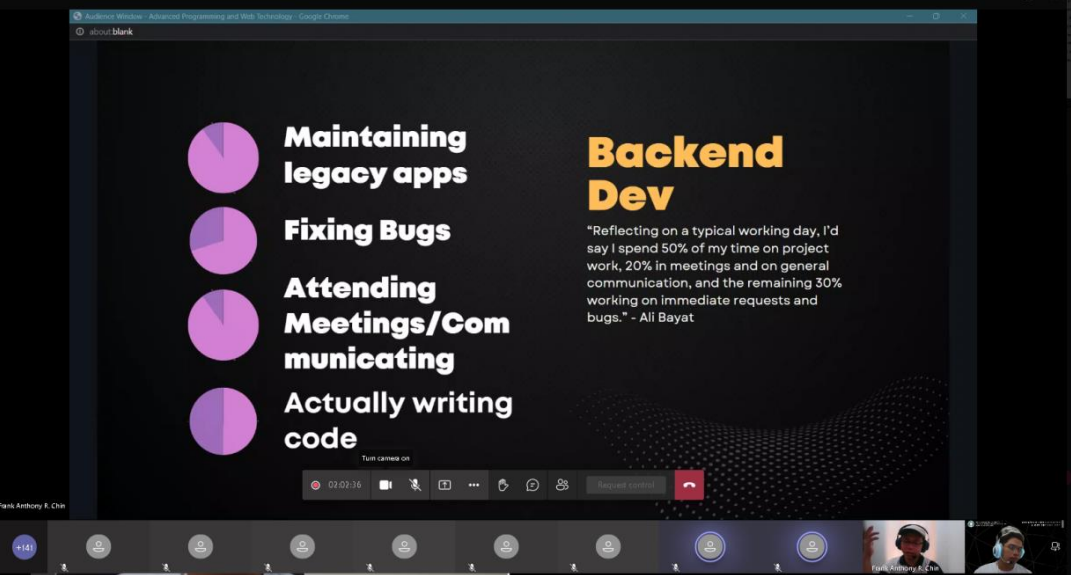 Audience Window - Advanced Programming and Web Technology - Google Chrome
about:blank
Maintaining
legacy apps
Fixing Bugs
Attending
Meetings/Com
municating
Actually writing
code
Backend
Dev
“Reflecting on a typical working day, I’d
say I spend 50% of my time on project
work, 20% in meetings and on general
communication, and the remaining 30%
working on immediate requests and
bugs.” - Ali Bayat
Turn camera on
02:02:36
Request control
Frank Anthony R. Chin
+141
Frank Anthony R. Chin